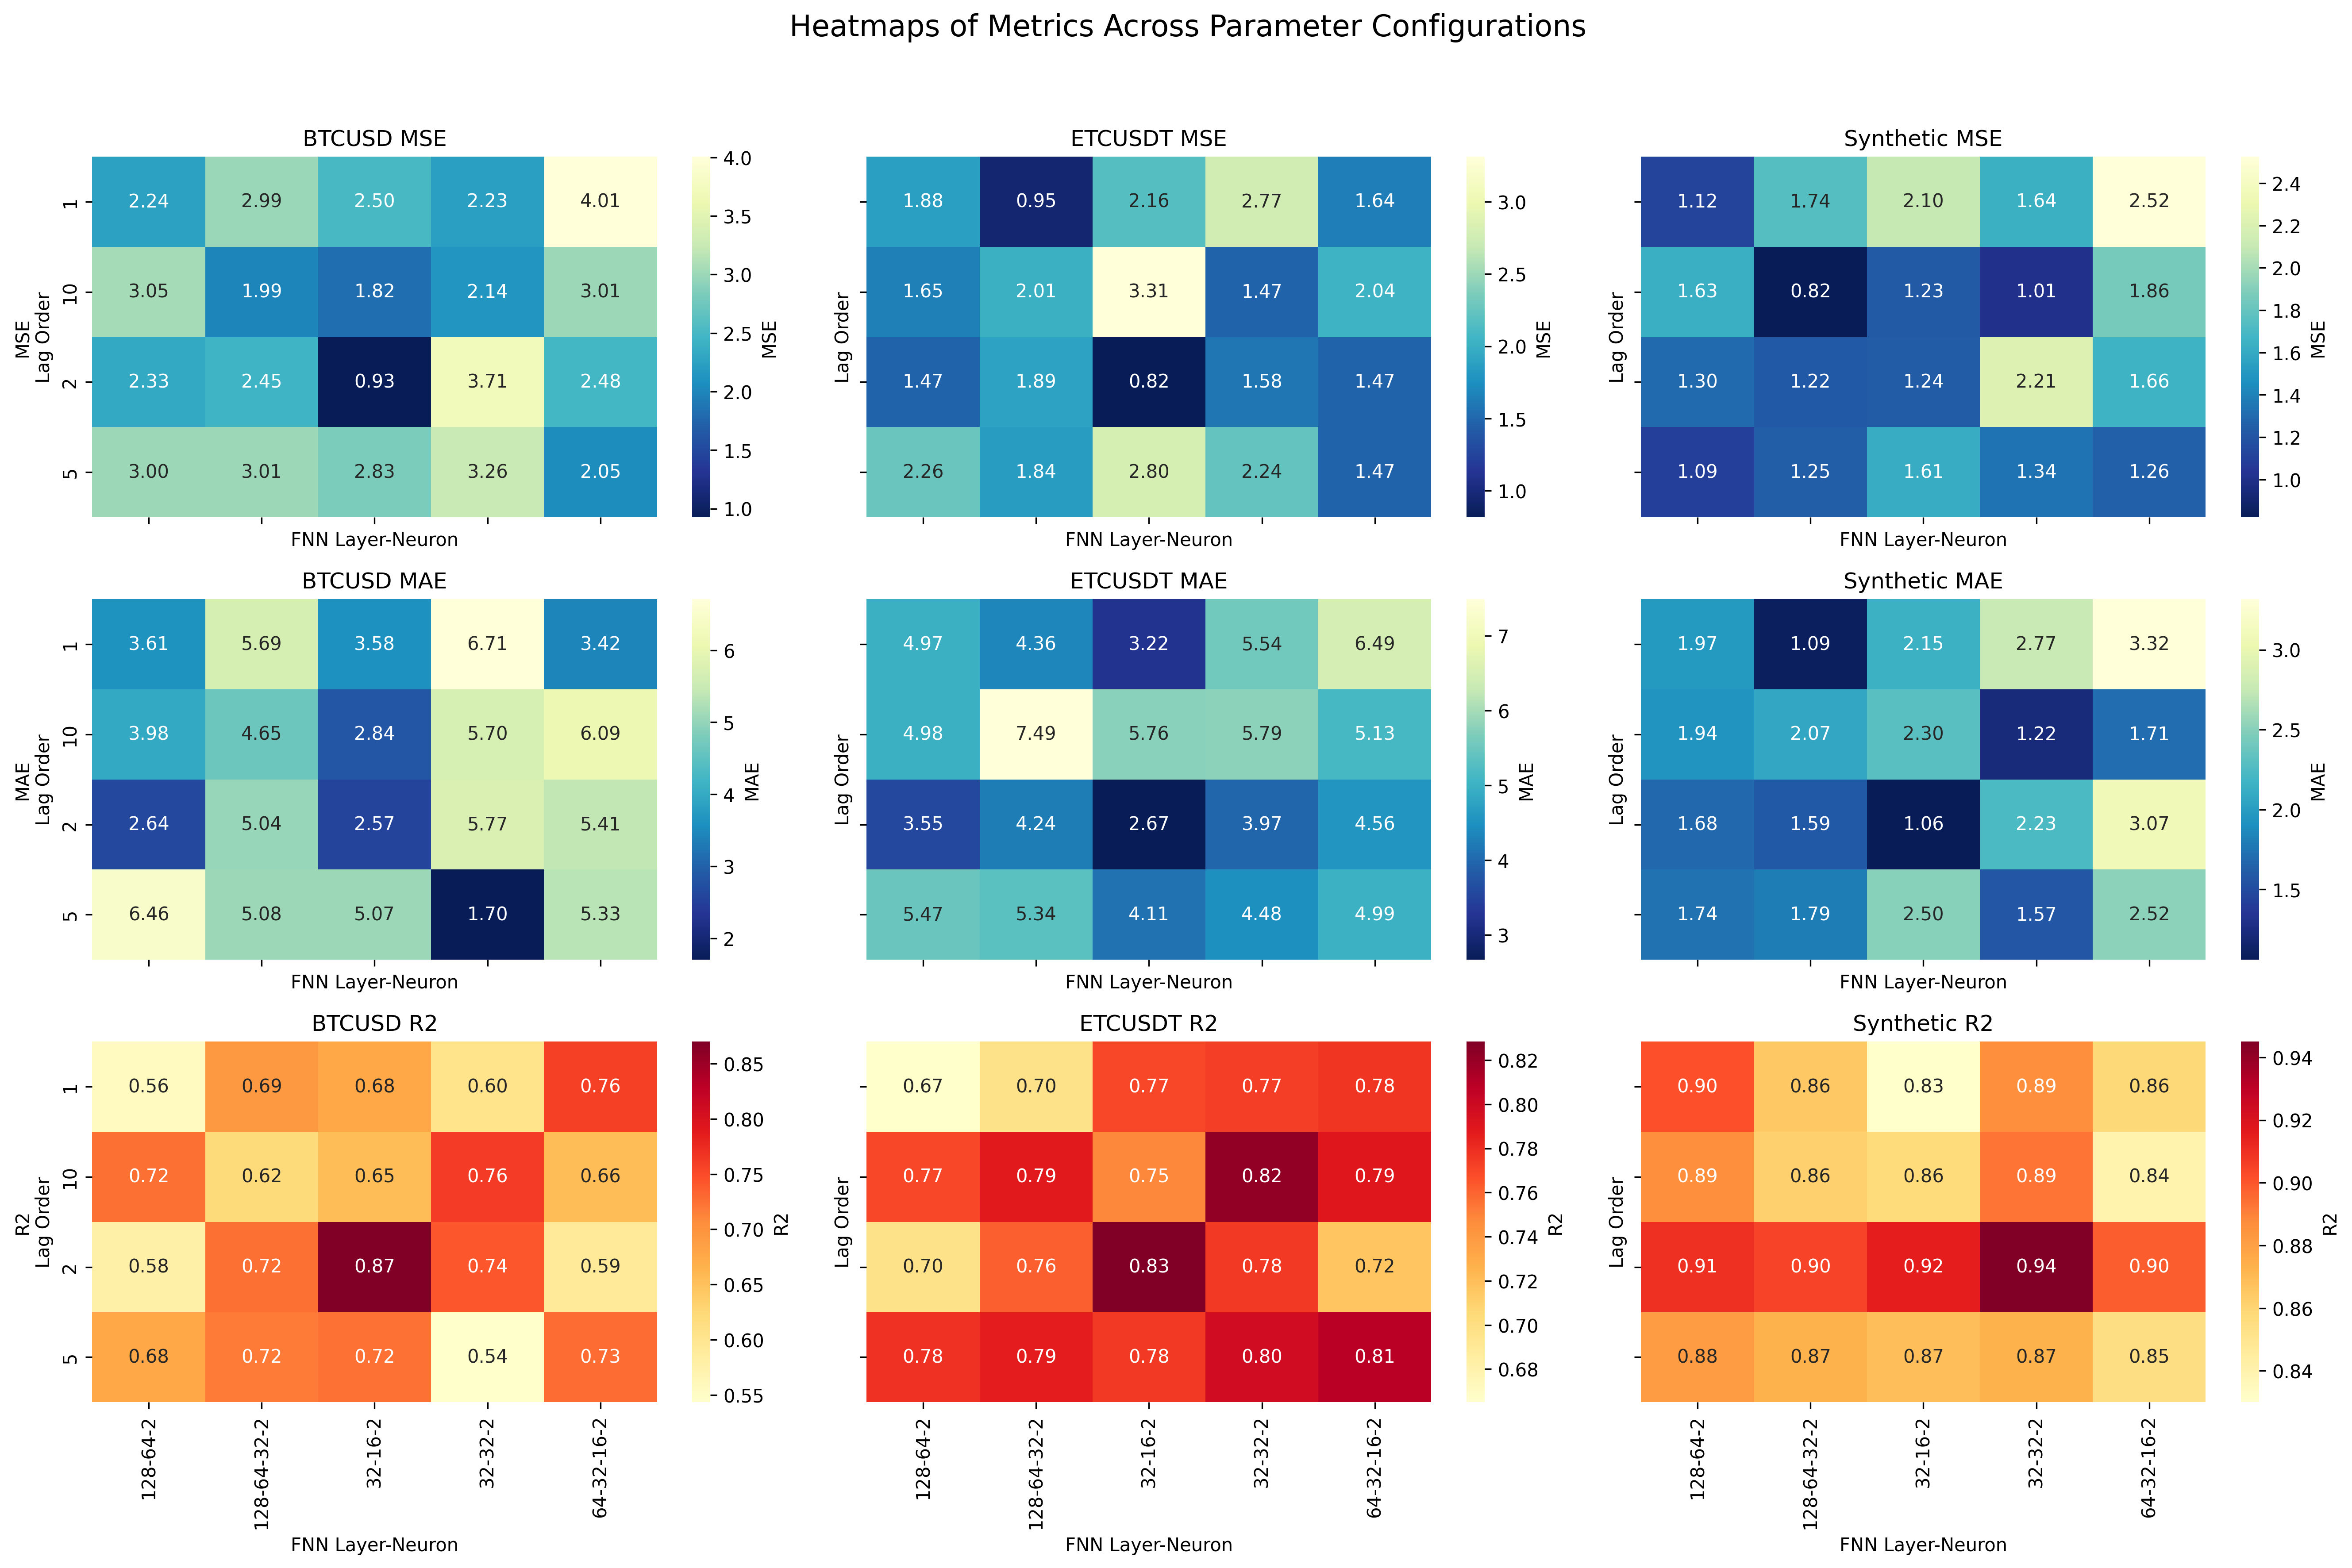 Heatmaps of Metrics Across Parameter Configurations
BTCUSD MSE
MSE
Lag Order
1
2.24 2.99 2.50 2.23 4.01
10
3.05 1.99 1.82 2.14 3.01
2
2.33 2.45 0.93 3.71 2.48
5
3.00 3.01 2.83 3.26 2.05
FNN Layer-Neuron
4.0
3.5
3.0
2.5
2.0
1.5
1.0
MSE
ETCUSDT MSE
Lag Order
1.88 0.95 2.16 2.77 1.64
1.65 2.01 3.31 1.47 2.04
1.47 1.89 0.82 1.58 1.47
2.26 1.84 2.80 2.24 1.47
FNN Layer-Neuron
3.0
2.5
2.0
1.5
1.0
MSE
Synthetic MSE
Lag Order
1.12 1.74 2.10 1.64 2.52
1.63 0.82 1.23 1.01 1.86
1.30 1.22 1.24 2.21 1.66
1.09 1.25 1.61 1.34 1.26
FNN Layer-Neuron
2.4
2.2
2.0
1.8
1.6
1.4
1.2
1.0
MSE
BTCUSD MAE
MAE
Lag Order
1
3.61 5.69 3.58 6.71 3.42
10
3.98 4.65 2.84 5.70 6.09
2
2.64 5.04 2.57 5.77 5.41
5
6.46 5.08 5.07 1.70 5.33
FNN Layer-Neuron
6
5
4
3
2
MAE
ETCUSDT MAE
Lag Order
4.97 4.36 3.22 5.54 6.49
4.98 7.49 5.76 5.79 5.13
3.55 4.24 2.67 3.97 4.56
5.47 5.34 4.11 4.48 4.99
FNN Layer-Neuron
7
6
5
4
3
MAE
Synthetic MAE
Lag Order
1.97 1.09 2.15 2.77 3.32
1.94 2.07 2.30 1.22 1.71
1.68 1.59 1.06 2.23 3.07
1.74 1.79 2.50 1.57 2.52
FNN Layer-Neuron
3.0
2.5
2.0
1.5
MAE
BTCUSD R2
R2
Lag Order
1
0.56 0.69 0.68 0.60 0.76
10
0.72 0.62 0.65 0.76 0.66
2
0.58 0.72 0.87 0.74 0.59
5
0.68 0.72 0.72 0.54 0.73
128-64-2
128-64-32-2
32-16-2
32-32-2
64-32-16-2
FNN Layer-Neuron
0.85
0.80
0.75
0.70
0.65
0.60
0.55
R2
ETCUSDT R2
Lag Order
0.67 0.70 0.77 0.77 0.78
0.77 0.79 0.75 0.82 0.79
0.70 0.76 0.83 0.78 0.72
0.78 0.79 0.78 0.80 0.81
128-64-2
128-64-32-2
32-16-2
32-32-2
64-32-16-2
FNN Layer-Neuron
0.82
0.80
0.78
0.76
0.74
0.72
0.70
0.68
R2
Synthetic R2
Lag Order
0.90 0.86 0.83 0.89 0.86
0.89 0.86 0.86 0.89 0.84
0.91 0.90 0.92 0.94 0.90
0.88 0.87 0.87 0.87 0.85
128-64-2
128-64-32-2
32-16-2
32-32-2
64-32-16-2
FNN Layer-Neuron
0.94
0.92
0.90
0.88
0.86
0.84
R2